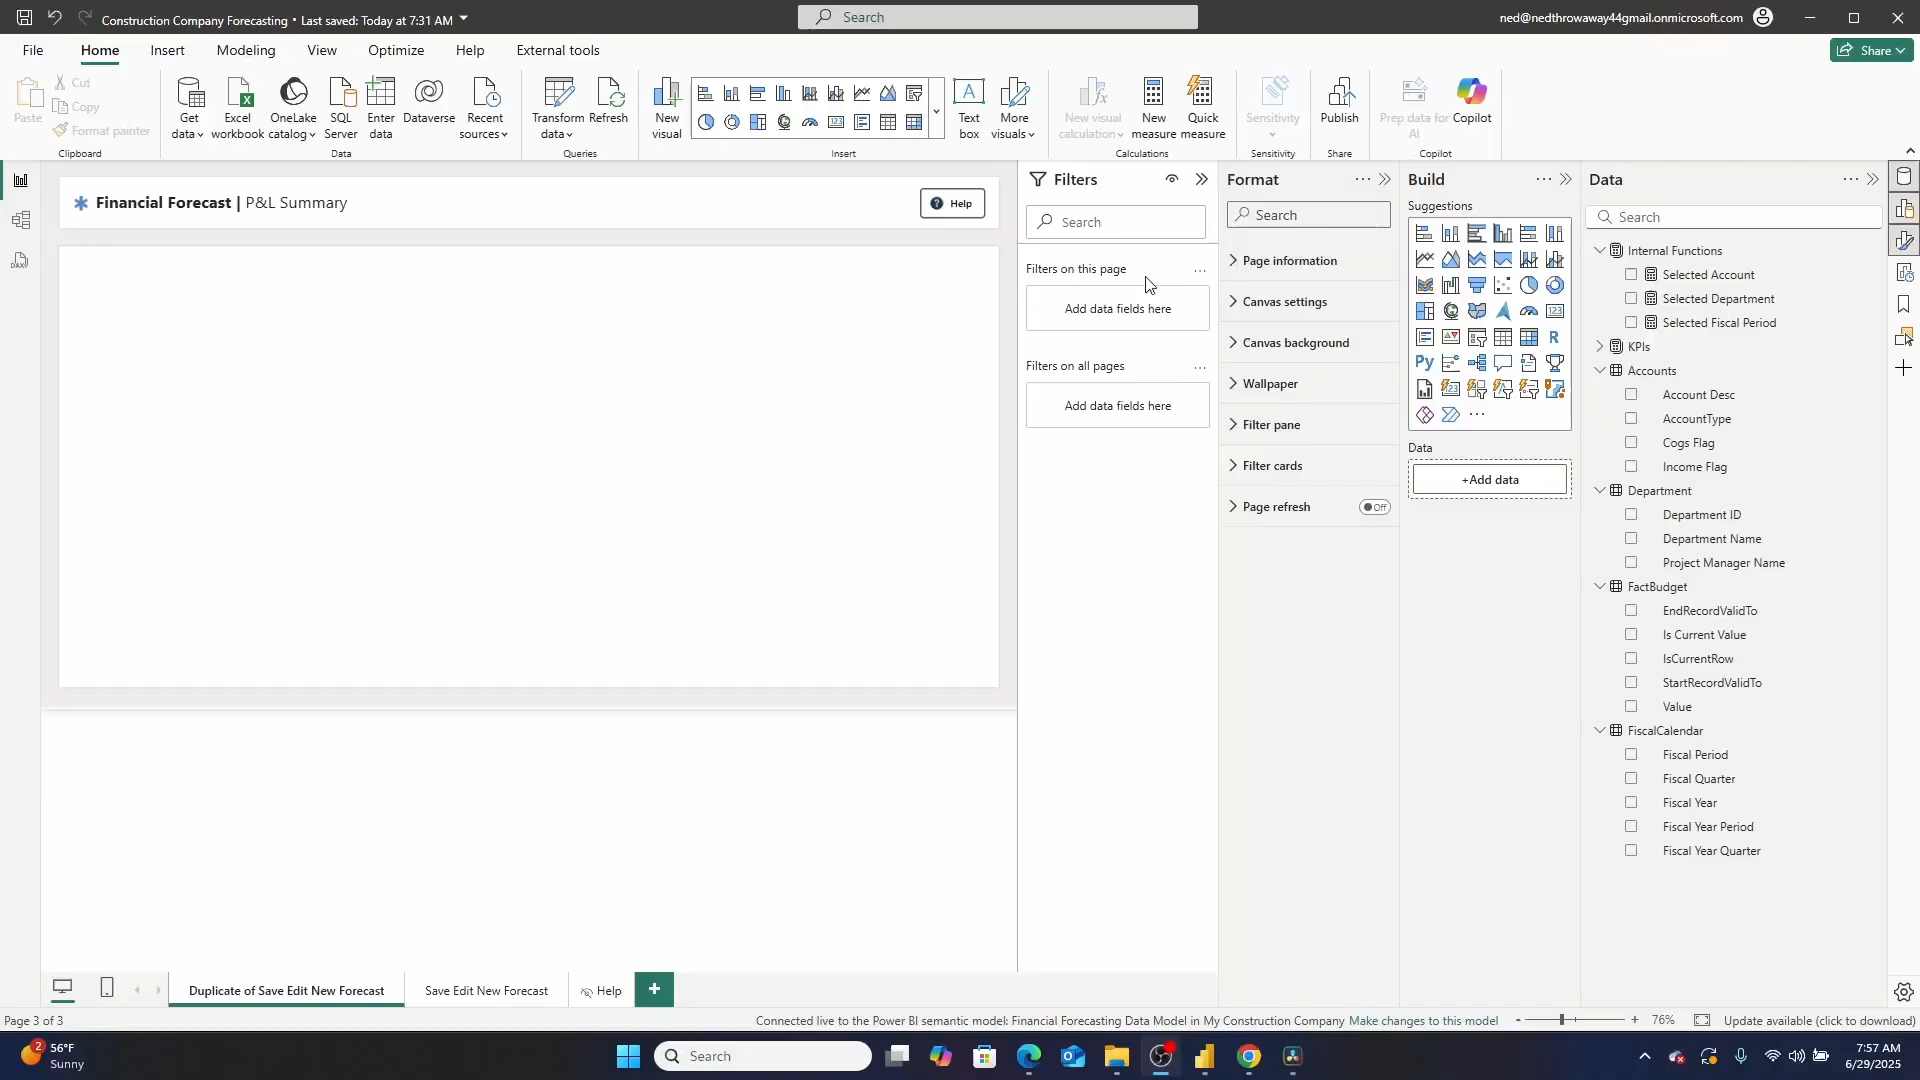 Construction Company Forecasting • Last saved: Today at 7:31 AM
Search
ned@nedthrowaway44gmail.onmicrosoft.com
File
Home
Insert
Modeling
View
Optimize
Help
External tools
Share
Paste
Cut
Copy
Format painter
Clipboard
Get data
Excel workbook
OneLake catalog
SQL Server
Enter data
Dataverse
Recent sources
Data
Transform data
Refresh
Queries
New visual
Text box
More visuals
Insert
New visual calculation
New measure
Quick measure
Calculations
Sensitivity
Sensitivity
Publish
Share
Prep data for AI
Copilot
Copilot
Financial Forecast | P&L Summary
Help
Filters
Search
Filters on this page
Add data fields here
Filters on all pages
Add data fields here
Format
Search
Page information
Canvas settings
Canvas background
Wallpaper
Filter pane
Filter cards
Page refresh
Off
Build
Suggestions
Data
+Add data
Data
Search
Internal Functions
Selected Account
Selected Department
Selected Fiscal Period
KPIs
Accounts
Account Desc
AccountType
Cogs Flag
Income Flag
Department
Department ID
Department Name
Project Manager Name
FactBudget
EndRecordValidTo
Is Current Value
IsCurrentRow
StartRecordValidTo
Value
FiscalCalendar
Fiscal Period
Fiscal Quarter
Fiscal Year
Fiscal Year Period
Fiscal Year Quarter
Duplicate of Save Edit New Forecast
Save Edit New Forecast
Help
Page 3 of 3
Connected live to the Power BI semantic model: Financial Forecasting Data Model in My Construction Company Make changes to this model
76%
Update available (click to download)
2
56°F
Sunny
Search
7:57 AM
6/29/2025